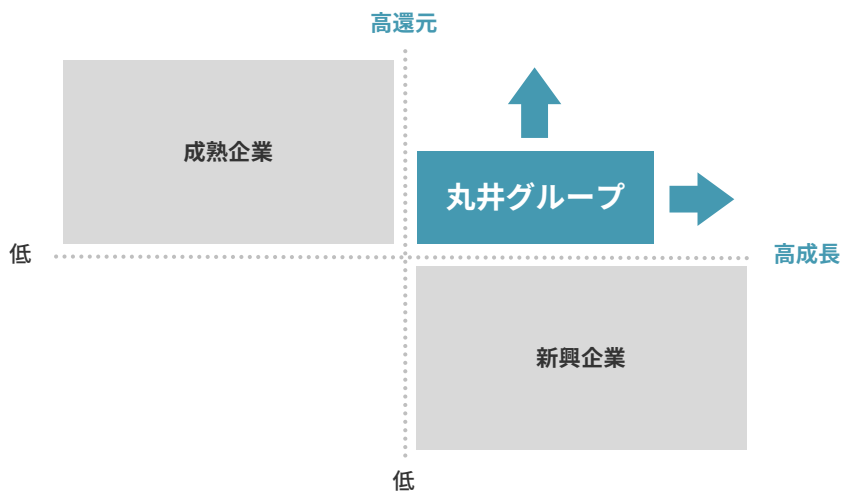 高還元
成熟企業
丸井グループ
低
高成長
新興企業
低